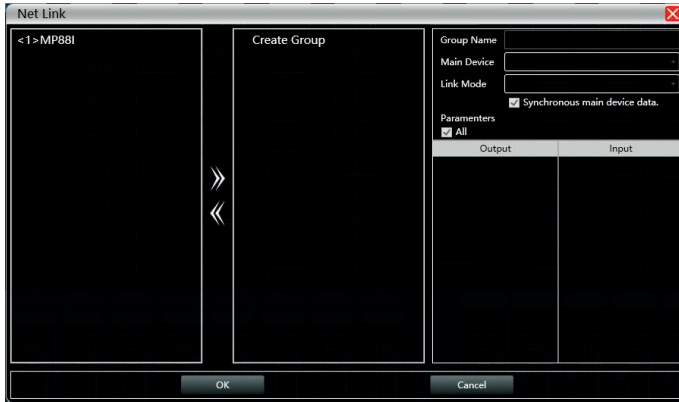 Net Link
<1>MP88I
Create Group
Group Name
Main Device
Link Mode
Synchronous main device data.
Paramenters
All
Output Input
OK Cancel